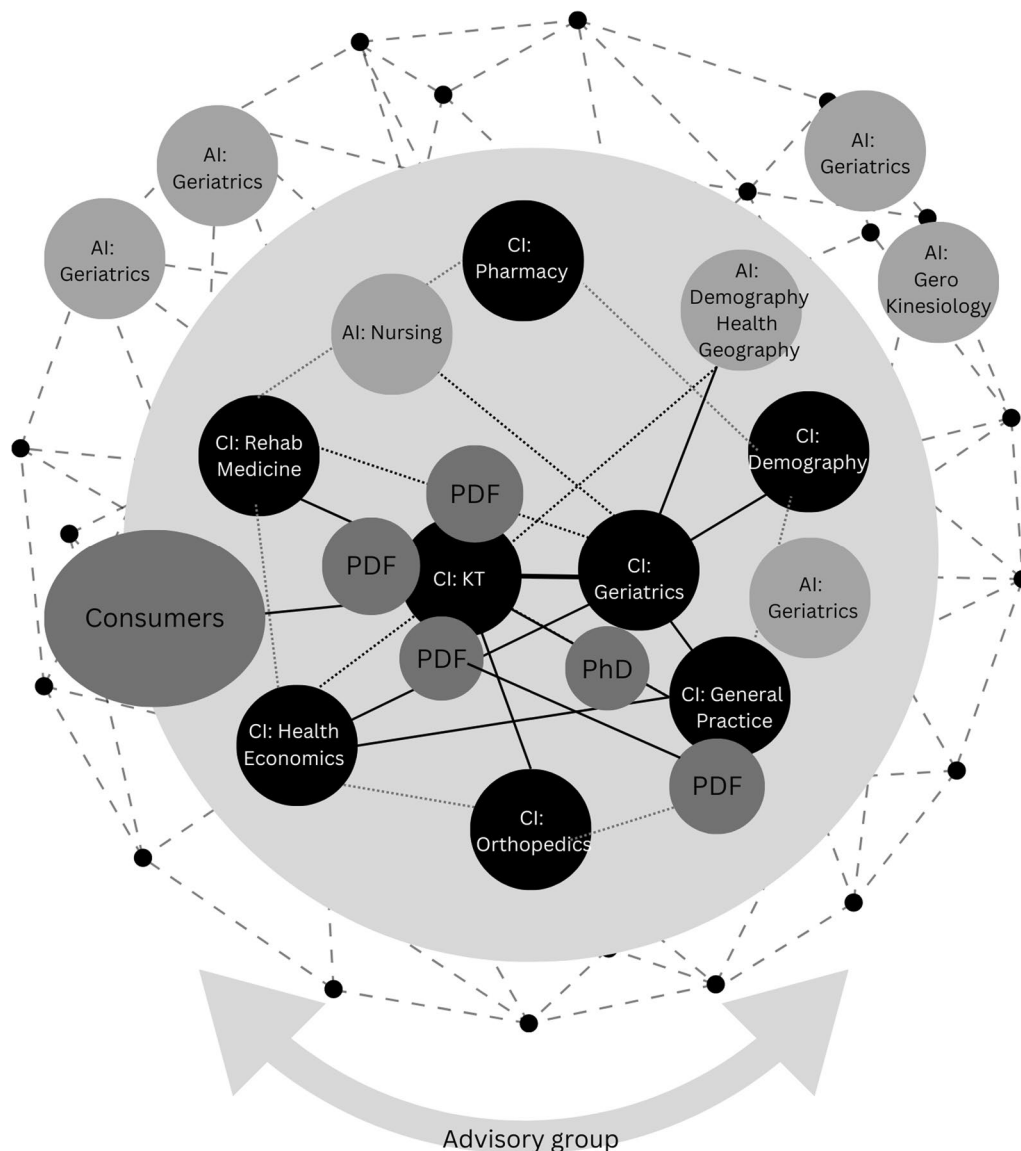 AI:
Geriatrics
AI:
Geriatrics
AI:
Geriatrics
AI:
Gero
Kinesiology
CI:
Pharmacy
AI: Nursing
AI:
Demography
Health
Geography
CI: Rehab
Medicine
CI:
Demography
PDF
PDF
CI: KT
CI:
Geriatrics
AI:
Geriatrics
Consumers
PDF
PhD
CI: General
Practice
CI: Health
Economics
PDF
CI:
Orthopedics
Advisory group